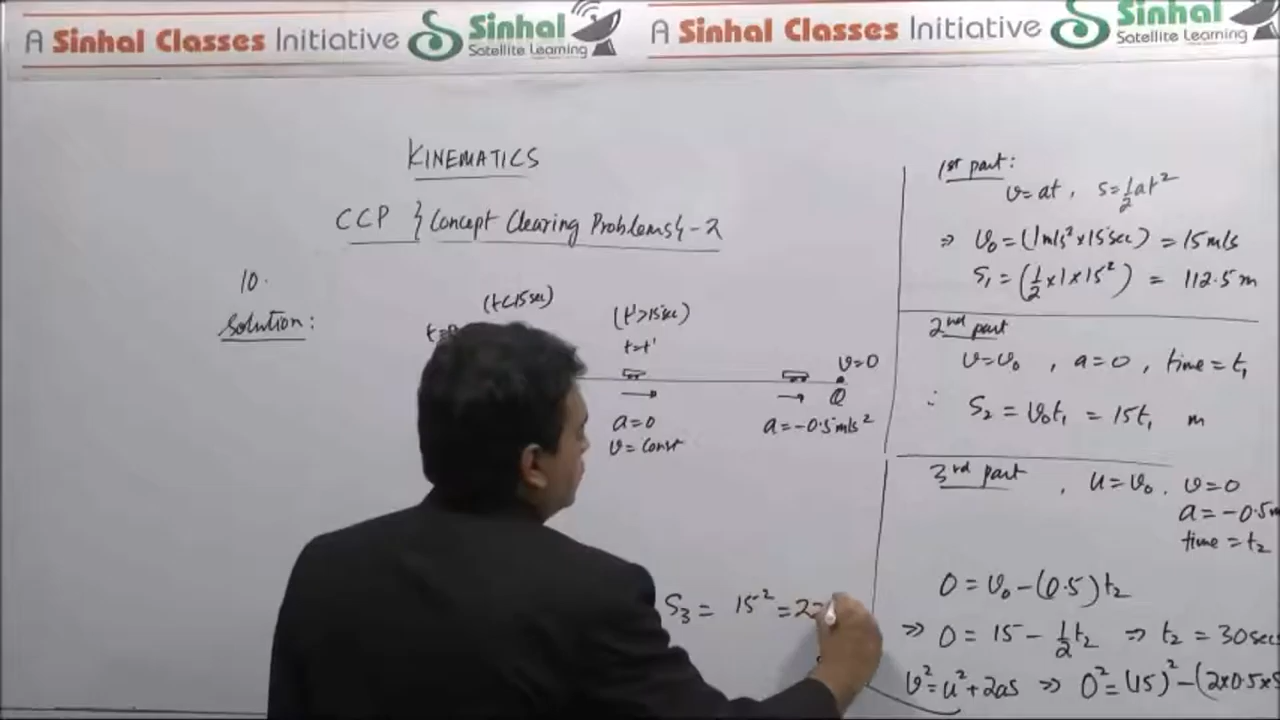 A Sinhal Classes Initiative Sinhal Satellite Learning A Sinhal Classes Initiative Sinhal Satellite Learning
KINEMATICS
CCP } Concept Clearing Problems} - 2
10.
Solution:
(t<15sec)
(t'>15sec)
t=t'
v=0
Q
a=0
v=const
a=-0.5m/s²
S₃ = 15² = 22
1st part:
v=at, s=½at²
⇒ v₀=(1m/s²×15sec) = 15m/s
S₁=(½×1×15²) = 112.5m
2nd part
v=v₀, a=0, time=t₁
∴ S₂=v₀t₁ = 15t₁ m
3rd part, u=v₀, v=0
a=-0.5m
time=t₂
0=v₀-(0.5)t₂
⇒ 0=15-½t₂ ⇒ t₂=30sec
v²=u²+2as ⇒ 0²=(15)²-(2×0.5×S